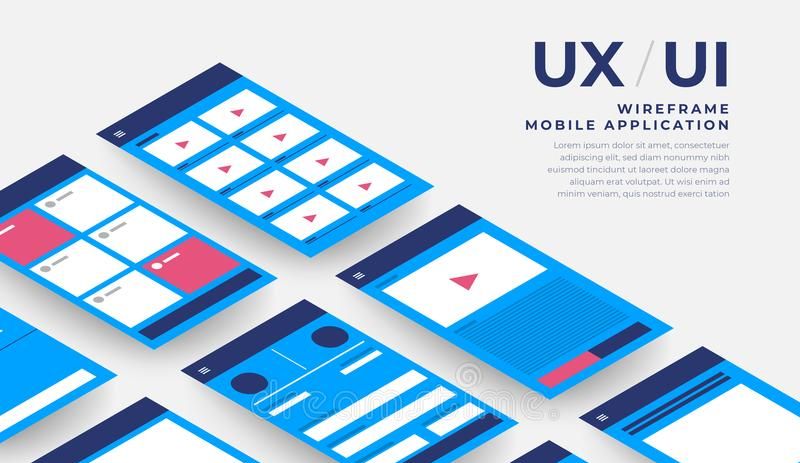 UX / UI
WIREFRAME
MOBILE APPLICATION
Lorem ipsum dolor sit amet, consectetur
adipiscing elit, sed diam nonummy nibh
euismod tincidunt ut laoreet dolore magna
aliquam erat volutpat. Ut wisi enim ad
minim veniam, quis nostrud exerci tation
dreamstime